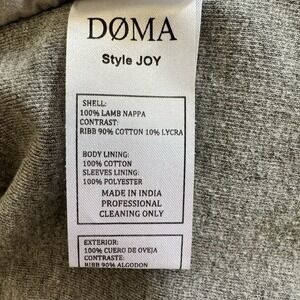 DØMA
Style JOY
SHELL:
100% LAMB NAPPA
CONTRAST:
RIBB 90% COTTON 10% LYCRA
BODY LINING:
100% COTTON
SLEEVES LINING:
100% POLYESTER
MADE IN INDIA
PROFESSIONAL
CLEANING ONLY
EXTERIOR:
100% CUERO DE OVEJA
CONTRASTE:
RIBB 90% ALGODON